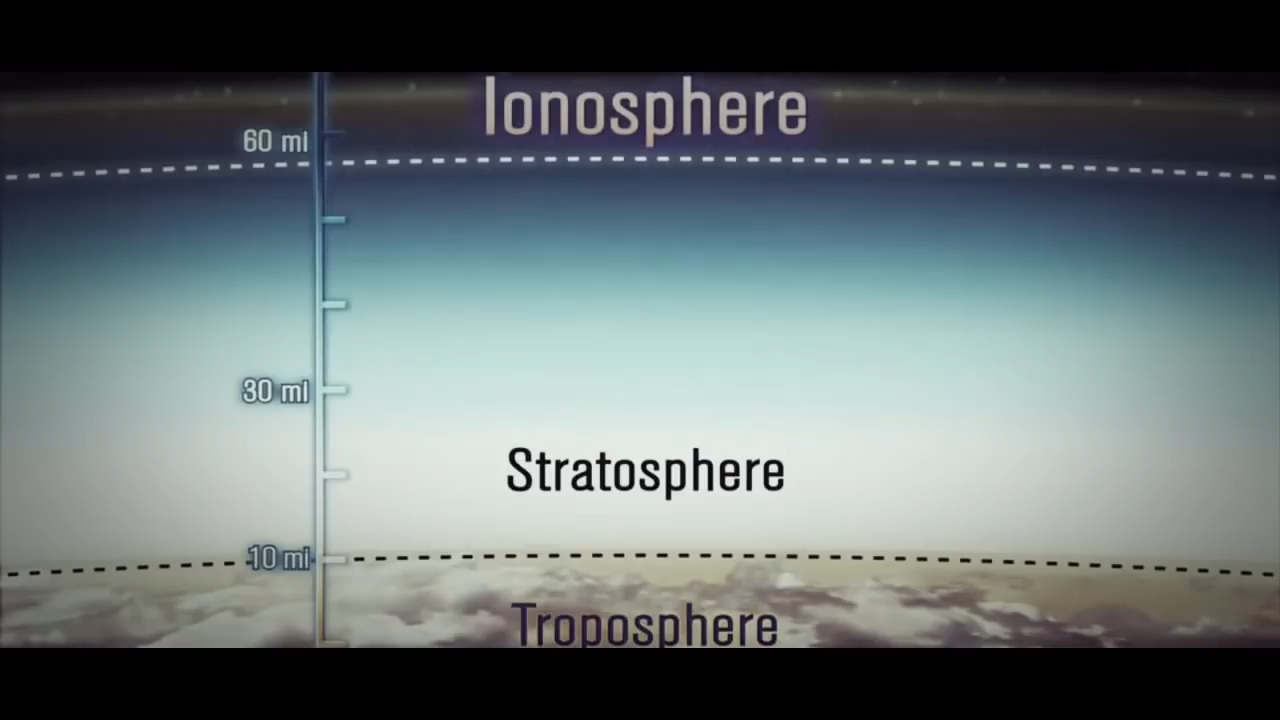 Ionosphere
60 mi
30 mi
Stratosphere
10 mi
Troposphere